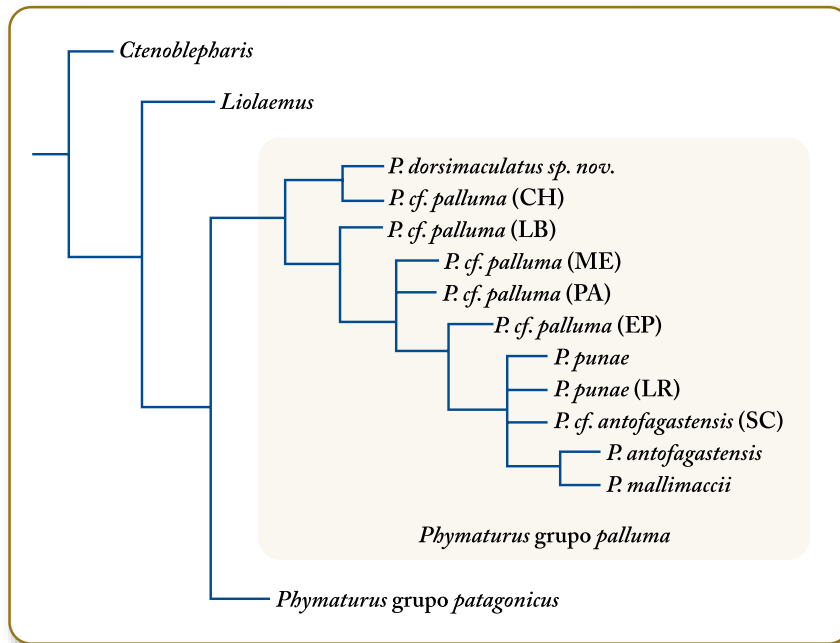 Ctenoblepharis
Liolaemus
P. dorsimaculatus sp. nov.
P. cf. palluma (CH)
P. cf. palluma (LB)
P. cf. palluma (ME)
P. cf. palluma (PA)
P. cf. palluma (EP)
P. punae
P. punae (LR)
P. cf. antofagastensis (SC)
P. antofagastensis
P. mallimaccii
Phymaturus grupo palluma
Phymaturus grupo patagonicus